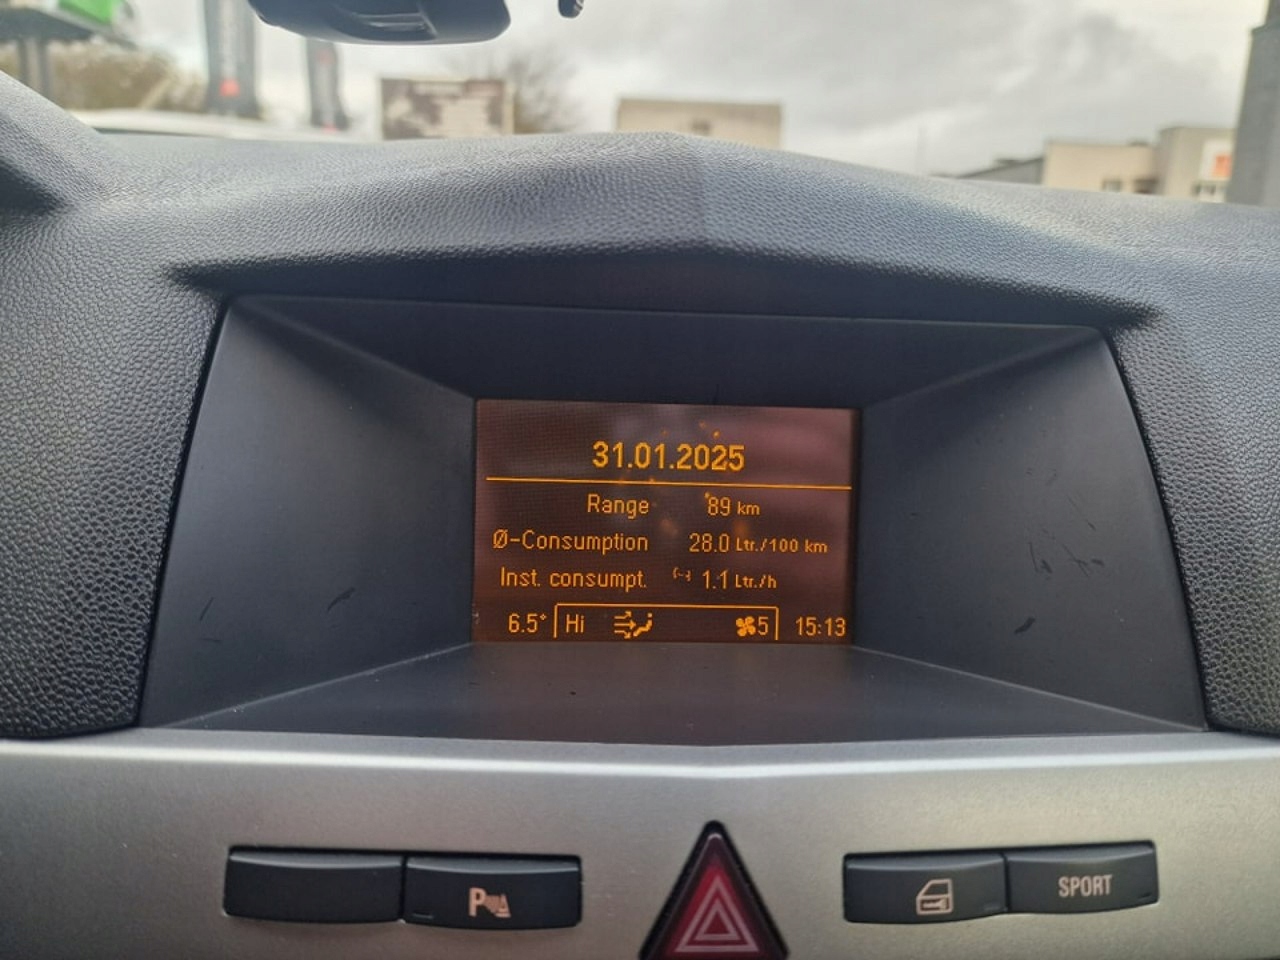 31.01.2025
Range 89 km
Ø-Consumption 28.0 Ltr./100 km
Inst. consumpt. 1.1 Ltr./h
6.5° Hi 5 15:13
P
SPORT